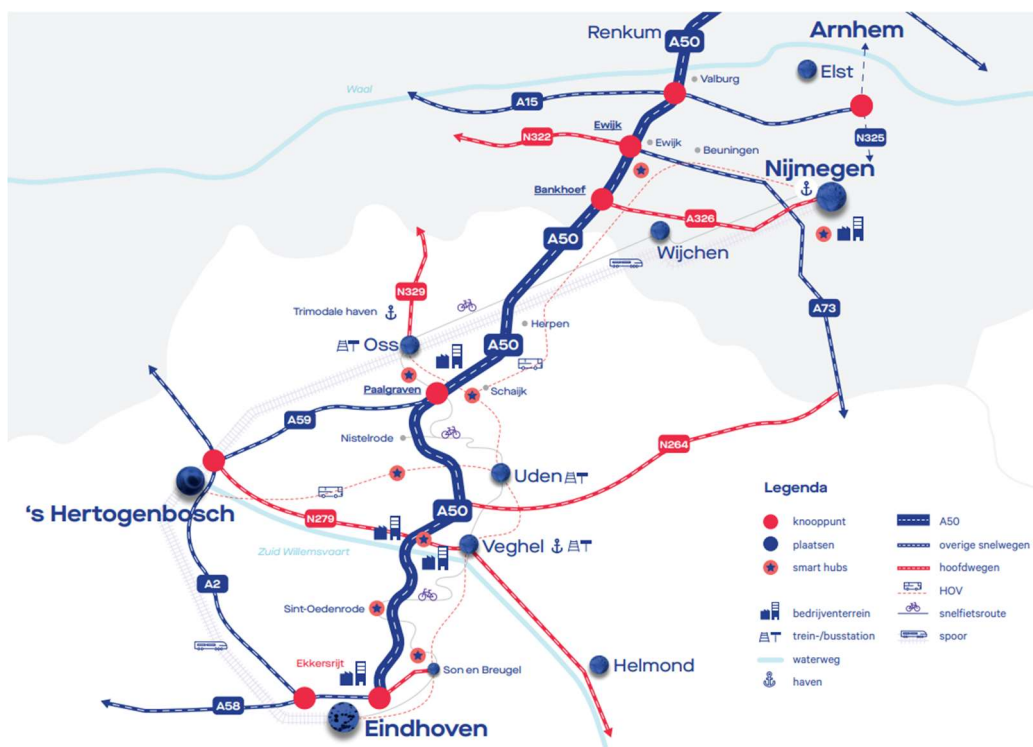 Renkum
A50
Arnhem
Elst
Valburg
Waal
A15
Ewijk
N322
Ewijk
Beuningen
N325
Nijmegen
Bankhoef
A326
A50
Wijchen
N329
Trimodale haven
A73
Herpen
Oss
A50
Paalgraven
Schaijk
A59
Nistelrode
N264
Uden
's Hertogenbosch
A50
N279
Zuid Willemsvaart
Veghel
A2
Sint-Oedenrode
Ekkersrijt
Son en Breugel
Helmond
A58
Eindhoven
Legenda
knooppunt
plaatsen
smart hubs
bedrijventerrein
trein-/busstation
waterweg
haven
A50
overige snelwegen
hoofdwegen
HOV
snelfietsroute
spoor